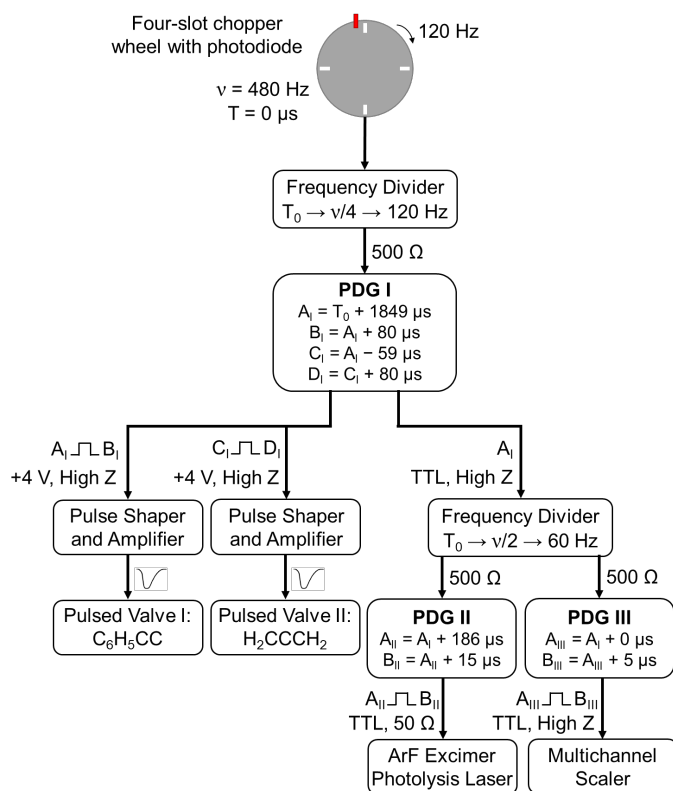 Four-slot chopper
wheel with photodiode
120 Hz
ν = 480 Hz
T = 0 µs
Frequency Divider
T₀ → ν/4 → 120 Hz
500 Ω
PDG I
A_I = T₀ + 1849 µs
B_I = A_I + 80 µs
C_I = A_I − 59 µs
D_I = C_I + 80 µs
A_I B_I
+4 V, High Z
C_I D_I
+4 V, High Z
A_I
TTL, High Z
Pulse Shaper
and Amplifier
Pulse Shaper
and Amplifier
Frequency Divider
T₀ → ν/2 → 60 Hz
500 Ω
500 Ω
Pulsed Valve I:
C₆H₅CC
Pulsed Valve II:
H₂CCCH₂
PDG II
A_II = A_I + 186 µs
B_II = A_II + 15 µs
PDG III
A_III = A_I + 0 µs
B_III = A_III + 5 µs
A_II B_II
TTL, 50 Ω
A_III B_III
TTL, High Z
ArF Excimer
Photolysis Laser
Multichannel
Scaler